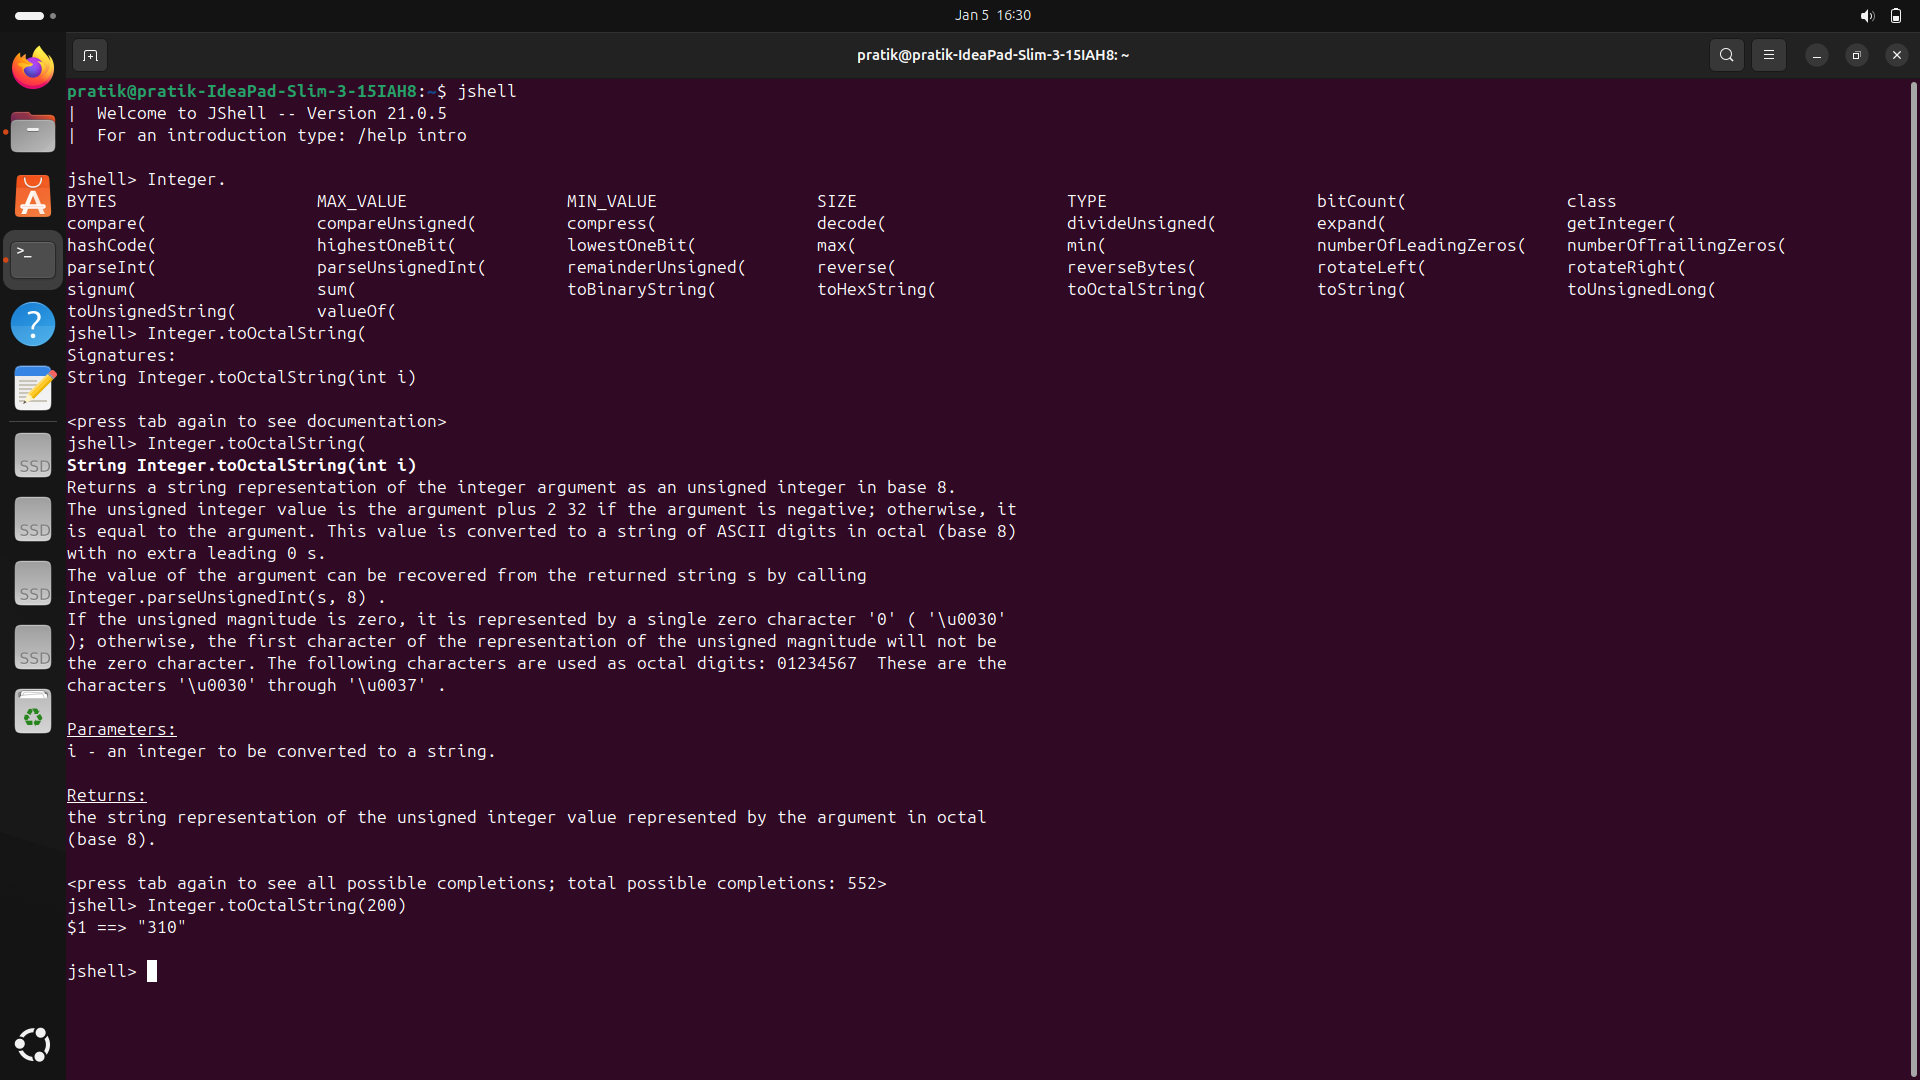 Jan 5  16:30
pratik@pratik-IdeaPad-Slim-3-15IAH8: ~
pratik@pratik-IdeaPad-Slim-3-15IAH8:~$ jshell
|  Welcome to JShell -- Version 21.0.5
|  For an introduction type: /help intro
jshell> Integer.
BYTES                    MAX_VALUE                MIN_VALUE                SIZE                     TYPE                     bitCount(                class
compare(                 compareUnsigned(         compress(                decode(                  divideUnsigned(          expand(                  getInteger(
hashCode(                highestOneBit(           lowestOneBit(            max(                     min(                     numberOfLeadingZeros(    numberOfTrailingZeros(
parseInt(                parseUnsignedInt(        remainderUnsigned(       reverse(                 reverseBytes(            rotateLeft(              rotateRight(
signum(                  sum(                     toBinaryString(          toHexString(             toOctalString(           toString(                toUnsignedLong(
toUnsignedString(        valueOf(
jshell> Integer.toOctalString(
Signatures:
String Integer.toOctalString(int i)
<press tab again to see documentation>
jshell> Integer.toOctalString(
String Integer.toOctalString(int i)
Returns a string representation of the integer argument as an unsigned integer in base 8.
The unsigned integer value is the argument plus 2 32 if the argument is negative; otherwise, it
is equal to the argument. This value is converted to a string of ASCII digits in octal (base 8)
with no extra leading 0 s.
The value of the argument can be recovered from the returned string s by calling
Integer.parseUnsignedInt(s, 8) .
If the unsigned magnitude is zero, it is represented by a single zero character '0' ( '\u0030'
); otherwise, the first character of the representation of the unsigned magnitude will not be
the zero character. The following characters are used as octal digits: 01234567  These are the
characters '\u0030' through '\u0037' .
Parameters:
i - an integer to be converted to a string.
Returns:
the string representation of the unsigned integer value represented by the argument in octal
(base 8).
<press tab again to see all possible completions; total possible completions: 552>
jshell> Integer.toOctalString(200)
$1 ==> "310"
jshell>
SSD
SSD
SSD
SSD